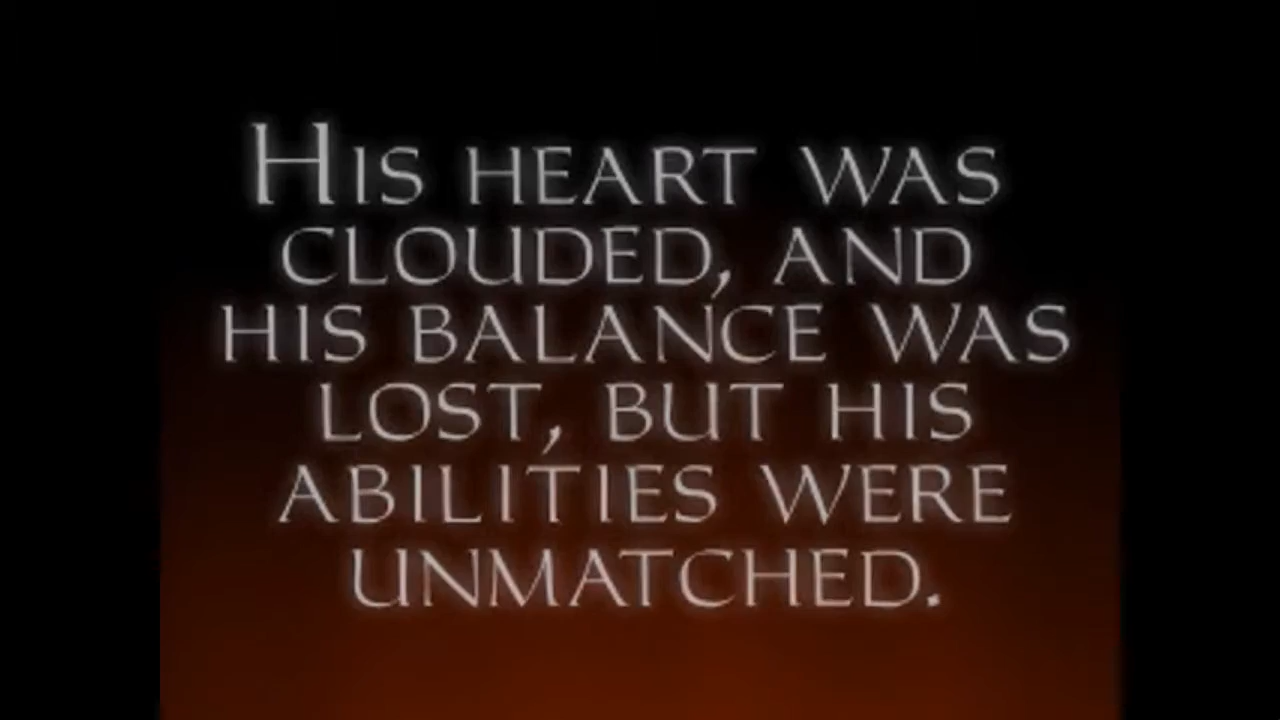 His heart was
clouded, and
his balance was
lost, but his
abilities were
unmatched.